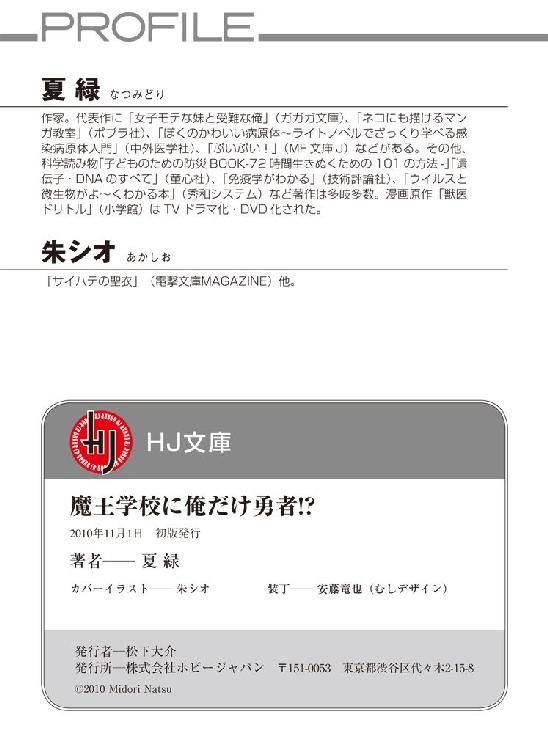 PROFILE
夏 緑 なつみどり
作家。代表作に「女子モテな妹と受難な俺」（ガガガ文庫）、「ネコにも描けるマン
ガ教室」（ポプラ社）、「ぼくのかわいい病原体～ライトノベルでざっくり学べる感
染病原体入門」（中外医学社）、「ぷいぷい！」（MF文庫J）などがある。その他、
科学読み物「子どものための防災BOOK-72時間生きぬくための101の方法-」「遺
伝子・DNAのすべて」（童心社）、「免疫学がわかる」（技術評論社）、「ウイルスと
微生物がよ～くわかる本」（秀和システム）など著作は多岐多数。漫画原作「獣医
ドリトル」（小学館）はTVドラマ化・DVD化された。
朱シオ あかしお
「サイハテの聖衣」（電撃文庫MAGAZINE）他。
HJ
HJ文庫
魔王学校に俺だけ勇者!?
2010年11月1日　初版発行
著者── 夏 緑
カバーイラスト── 朱シオ　装丁── 安藤竜也（むしデザイン）
発行者―松下大介
発行所―株式会社ホビージャパン　〒151-0053　東京都渋谷区代々木2-15-8
©2010 Midori Natsu